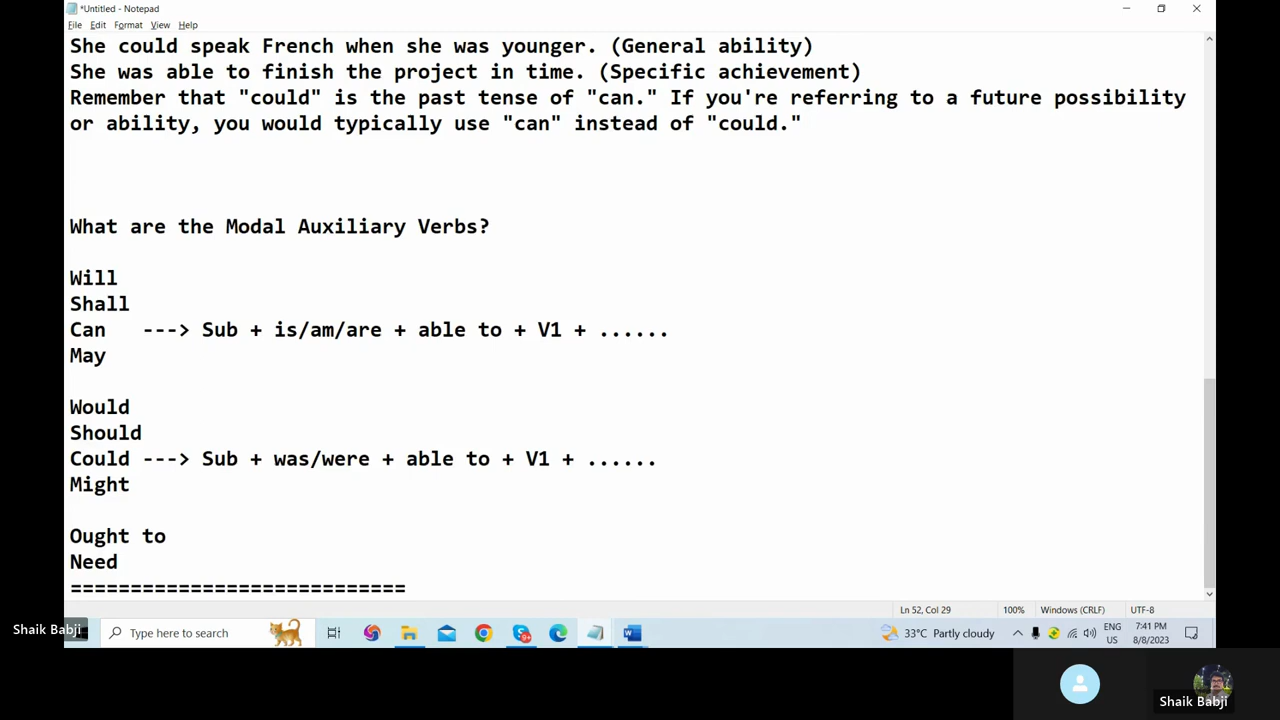 *Untitled - Notepad
File Edit Format View Help
She could speak French when she was younger. (General ability)
She was able to finish the project in time. (Specific achievement)
Remember that "could" is the past tense of "can." If you're referring to a future possibility
or ability, you would typically use "can" instead of "could."
What are the Modal Auxiliary Verbs?
Will
Shall
Can ---> Sub + is/am/are + able to + V1 + ......
May
Would
Should
Could ---> Sub + was/were + able to + V1 + ......
Might
Ought to
Need
============================
Ln 52, Col 29 100% Windows (CRLF) UTF-8
Shaik Babji
Type here to search
33°C Partly cloudy
ENG
US
7:41 PM
8/8/2023
Shaik Babji